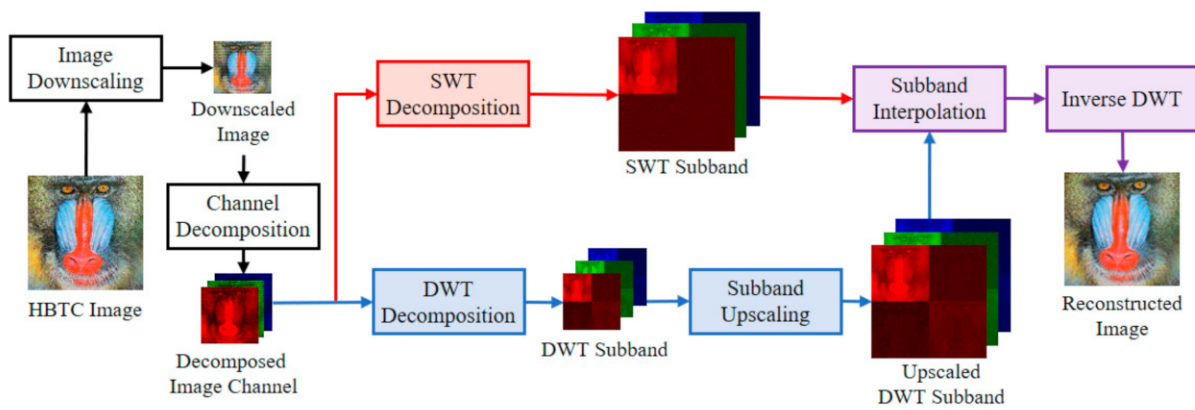 Image
Downscaling
Downscaled
Image
SWT
Decomposition
SWT Subband
Subband
Interpolation
Inverse DWT
Channel
Decomposition
HBTC Image
Decomposed
Image Channel
DWT
Decomposition
DWT Subband
Subband
Upscaling
Upscaled
DWT Subband
Reconstructed
Image